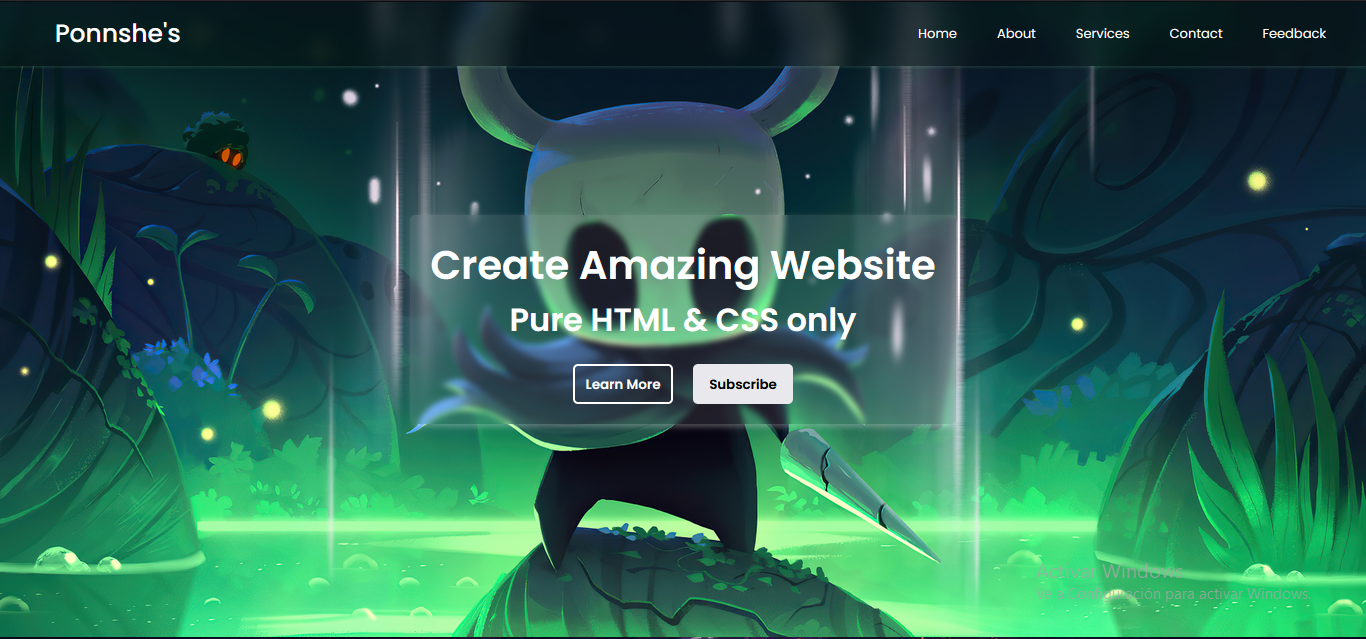 Ponnshe's
Home About Services Contact Feedback
Create Amazing Website
Pure HTML & CSS only
Learn More Subscribe
Activar Windows
Ve a Configuración para activar Windows.